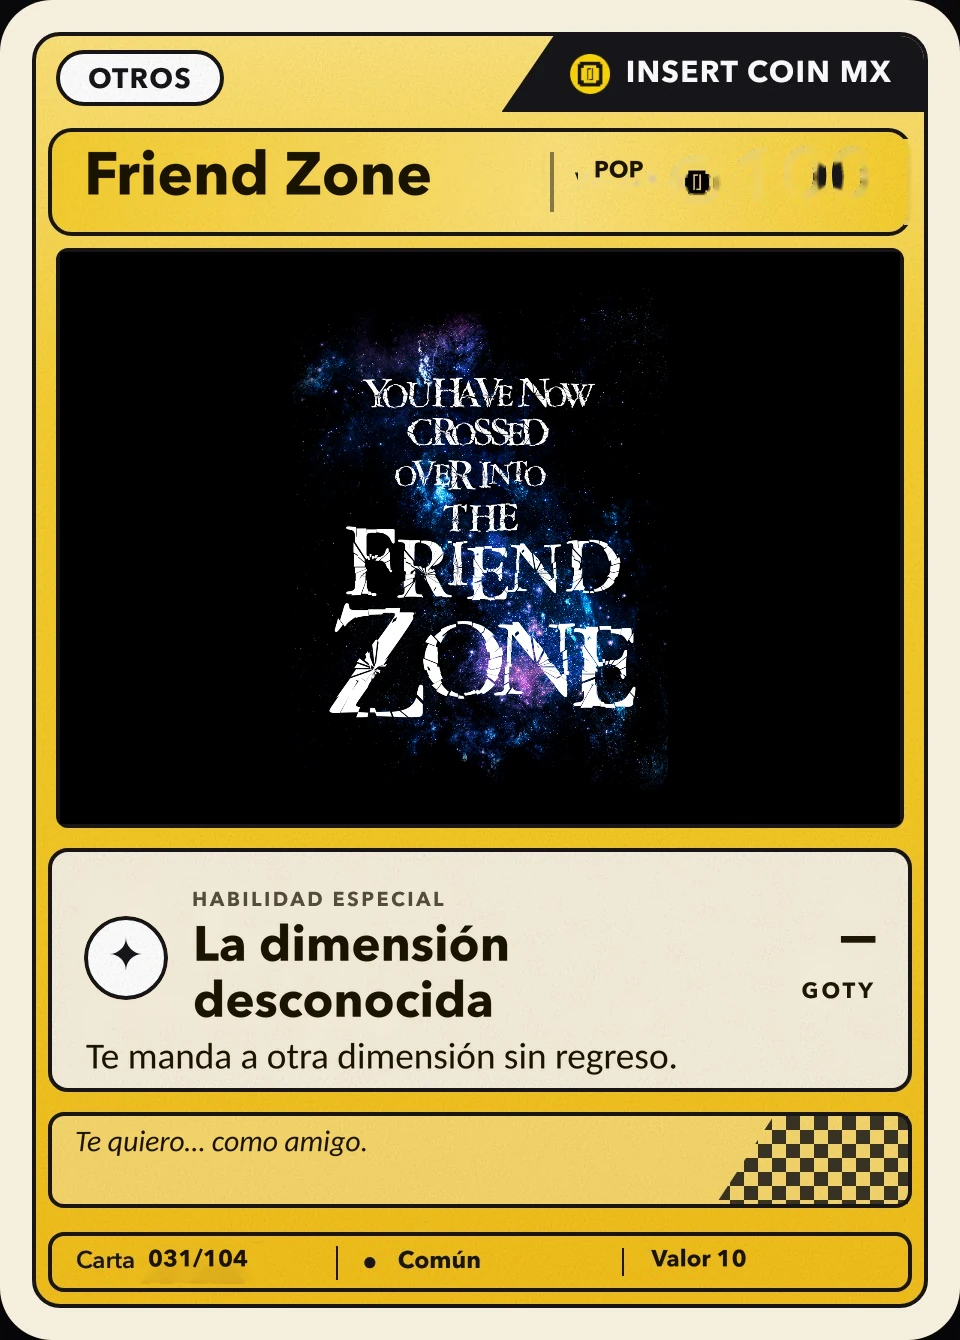 OTROS
INSERT COIN MX
Friend Zone
POP
YOU HAVE NOW
CROSSED
OVER INTO
THE
FRIEND
ZONE
HABILIDAD ESPECIAL
La dimensión
desconocida
—
GOTY
Te manda a otra dimensión sin regreso.
Te quiero... como amigo.
Carta 031/104
● Común
Valor 10